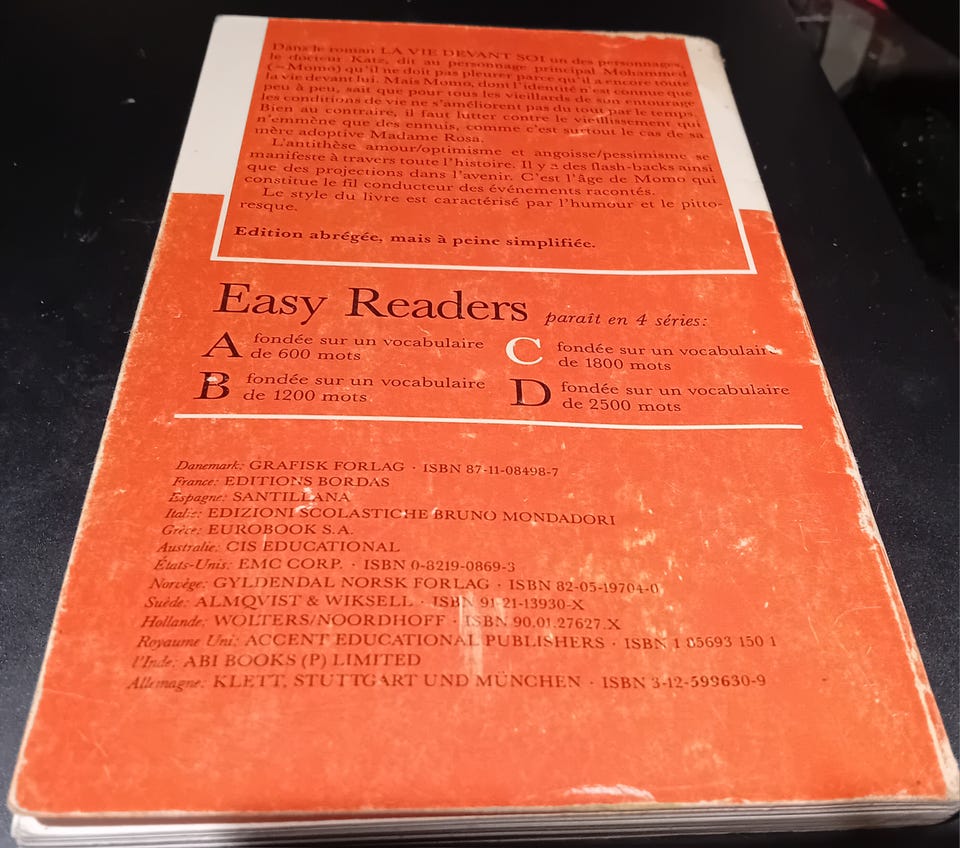 Dans le roman LA VIE DEVANT SOI un des personnages,
le docteur Katz, dit au personnage principal Mohammed
(= Momo) qu'il ne doit pas pleurer parce qu'il a encore toute
la vie devant lui. Mais Momo, dont l'identité n'est connue que
peu à peu, sait que pour tous les vieillards de son entourage
les conditions de vie ne s'améliorent pas du tout par le temps.
Bien au contraire, il faut lutter contre le vieillissement qui
n'emmène que des ennuis, comme c'est surtout le cas de sa
mère adoptive Madame Rosa.
L'antithèse amour/optimisme et angoisse/pessimisme se
manifeste à travers toute l'histoire. Il y a des flash-backs ainsi
que des projections dans l'avenir. C'est l'âge de Momo qui
constitue le fil conducteur des événements racontés.
Le style du livre est caractérisé par l'humour et le pitto-
resque.
Edition abrégée, mais à peine simplifiée.
Easy Readers paraît en 4 séries:
A fondée sur un vocabulaire
de 600 mots
B fondée sur un vocabulaire
de 1200 mots
C fondée sur un vocabulaire
de 1800 mots
D fondée sur un vocabulaire
de 2500 mots
Danemark: GRAFISK FORLAG · ISBN 87-11-08498-7
France: EDITIONS BORDAS
Espagne: SANTILLANA
Italie: EDIZIONI SCOLASTICHE BRUNO MONDADORI
Grèce: EUROBOOK S.A.
Australie: CIS EDUCATIONAL
États-Unis: EMC CORP. · ISBN 0-8219-0869-3
Norvège: GYLDENDAL NORSK FORLAG · ISBN 82-05-19704-0
Suède: ALMQVIST & WIKSELL · ISBN 91-21-13930-X
Hollande: WOLTERS/NOORDHOFF · ISBN 90.01.27627.X
Royaume Uni: ACCENT EDUCATIONAL PUBLISHERS · ISBN 1 85693 150 1
l'Inde: ABI BOOKS (P) LIMITED
Allemagne: KLETT, STUTTGART UND MÜNCHEN · ISBN 3-12-599630-9